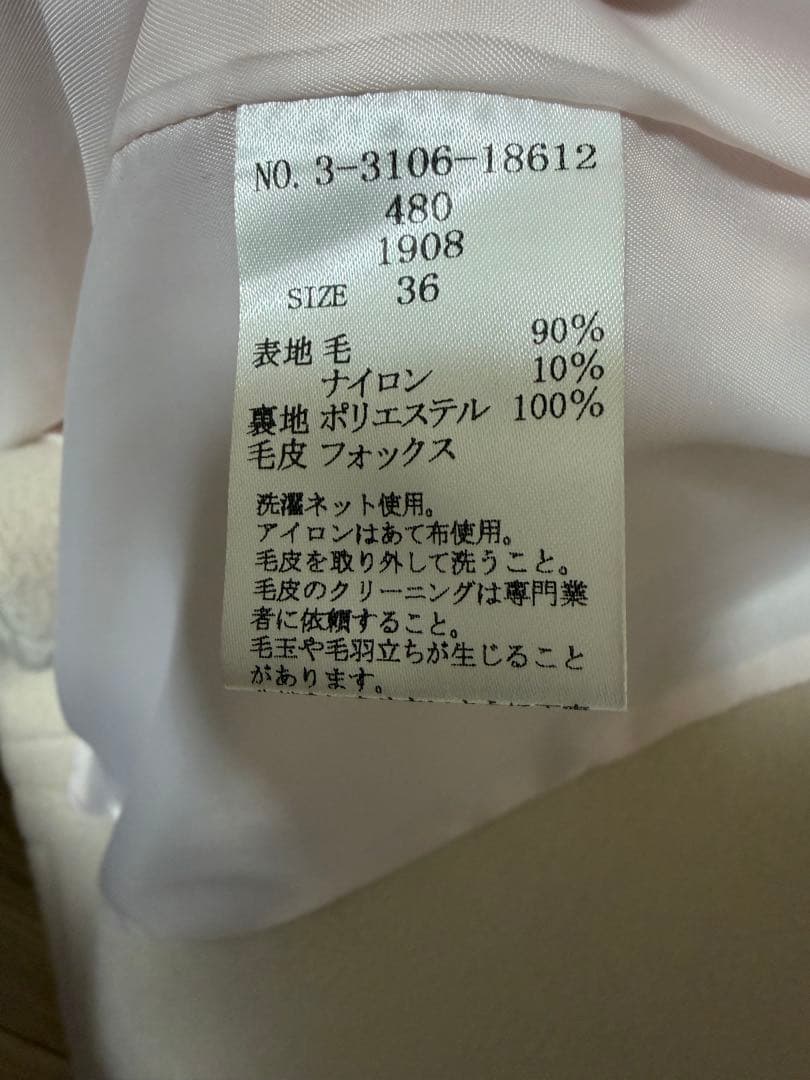 NO. 3-3106-18612
480
1908
SIZE 36
表地 毛 90%
ナイロン 10%
裏地 ポリエステル 100%
毛皮 フォックス
洗濯ネット使用。
アイロンはあて布使用。
毛皮を取り外して洗うこと。
毛皮のクリーニングは専門業
者に依頼すること。
毛玉や毛羽立ちが生じること
があります。